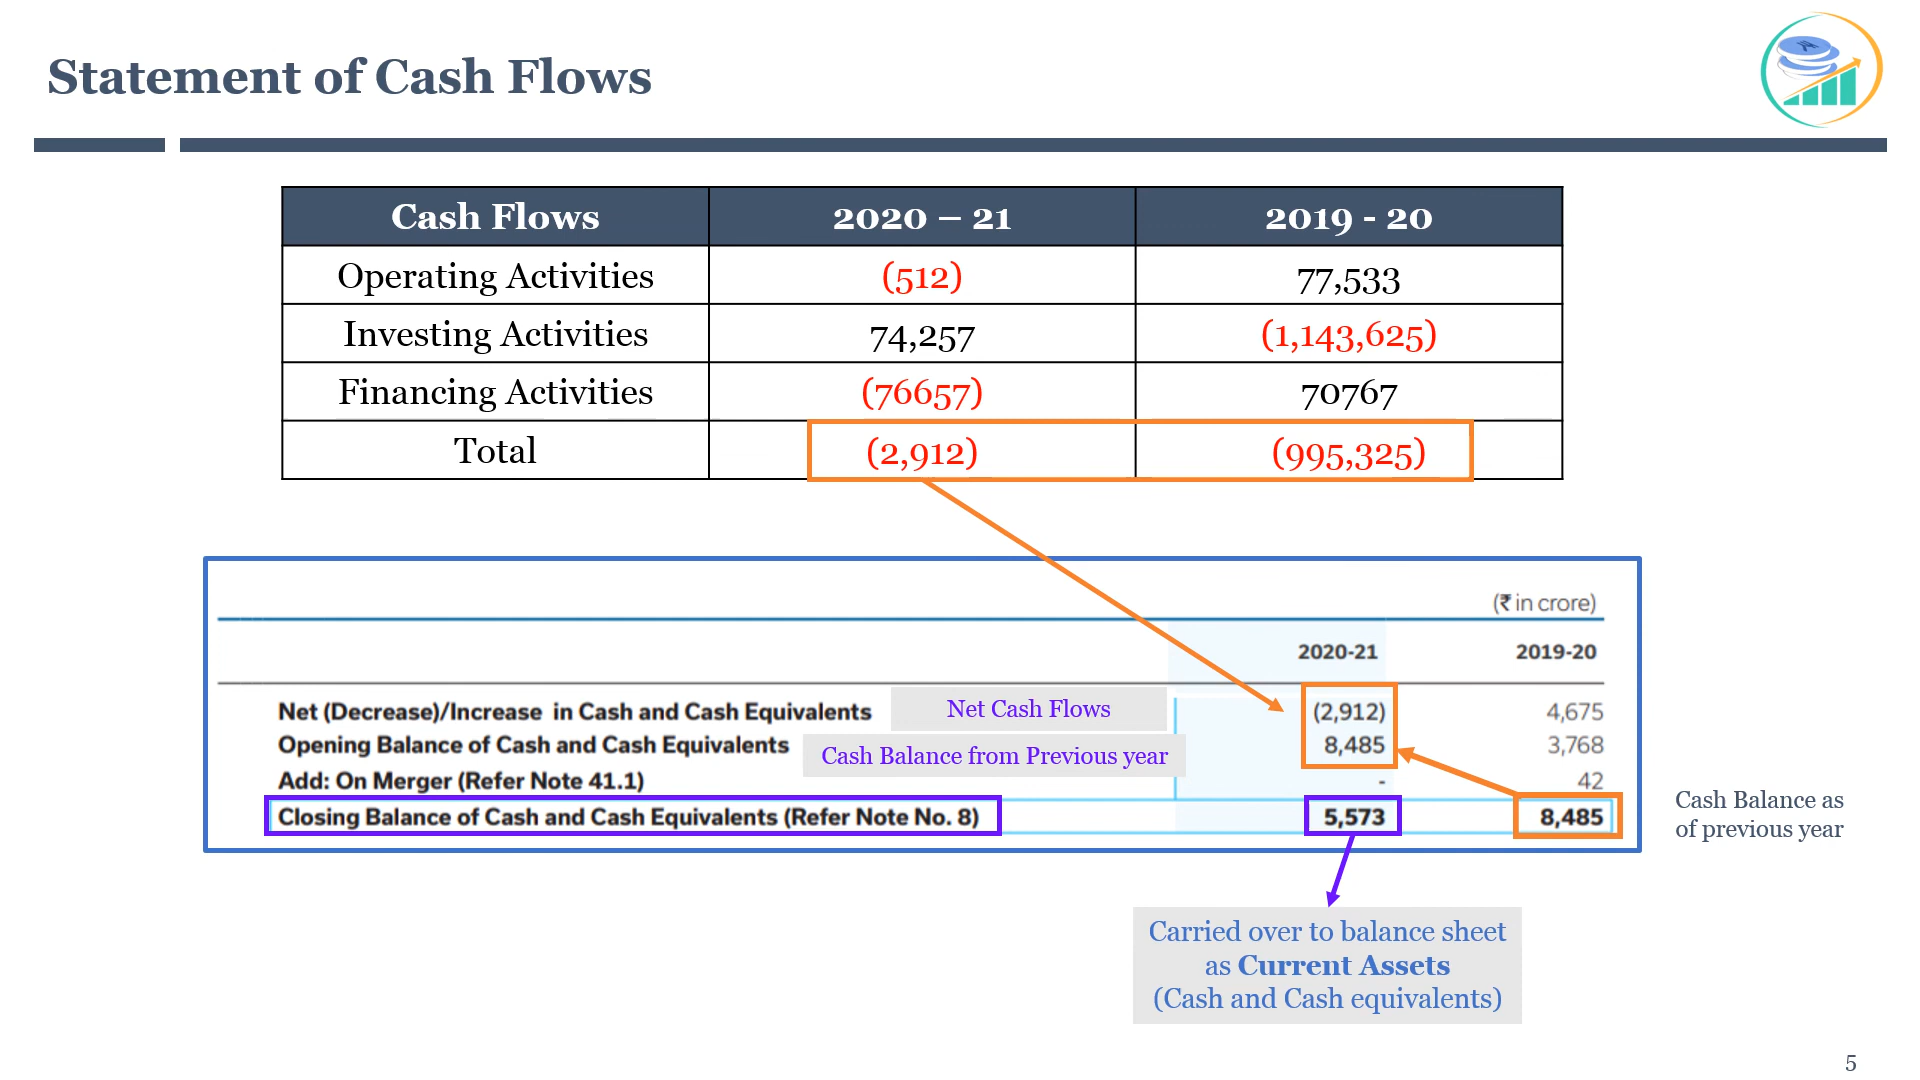 Statement of Cash Flows
Cash Flows 2020 – 21 2019 - 20
Operating Activities (512) 77,533
Investing Activities 74,257 (1,143,625)
Financing Activities (76657) 70767
Total (2,912) (995,325)
(₹ in crore)
2020-21 2019-20
Net (Decrease)/Increase in Cash and Cash Equivalents Net Cash Flows (2,912) 4,675
Opening Balance of Cash and Cash Equivalents Cash Balance from Previous year 8,485 3,768
Add: On Merger (Refer Note 41.1) - 42
Closing Balance of Cash and Cash Equivalents (Refer Note No. 8) 5,573 8,485
Cash Balance as
of previous year
Carried over to balance sheet
as Current Assets
(Cash and Cash equivalents)
5